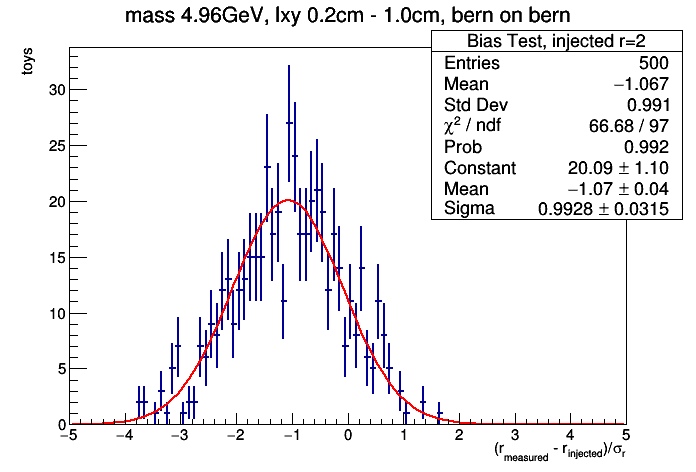 mass 4.96GeV, lxy 0.2cm - 1.0cm, bern on bern
Bias Test, injected r=2
Entries 500
Mean −1.067
Std Dev 0.991
χ² / ndf 66.68 / 97
Prob 0.992
Constant 20.09 ± 1.10
Mean −1.07 ± 0.04
Sigma 0.9928 ± 0.0315
toys
30
25
20
15
10
5
0
−5 −4 −3 −2 −1 0 1 2 3 4 5
(r_measured - r_injected)/σ_r